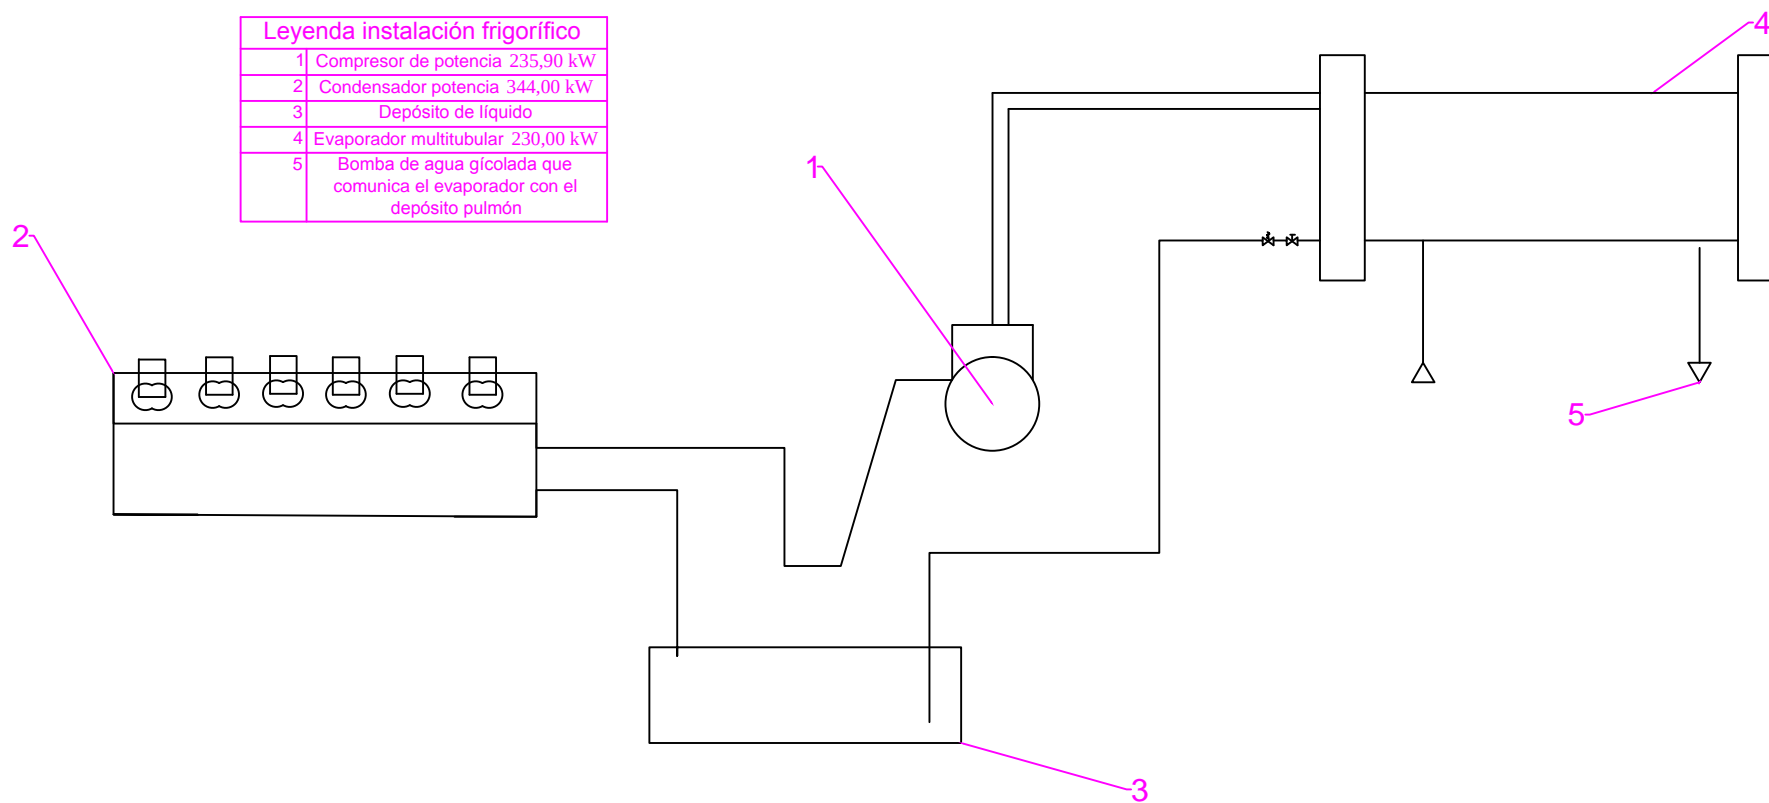 Leyenda instalación frigorífico
1 Compresor de potencia 235,90 kW
2 Condensador potencia 344,00 kW
3 Depósito de líquido
4 Evaporador multitubular 230,00 kW
5 Bomba de agua gícolada que
comunica el evaporador con el
depósito pulmón
4
1
2
5
3